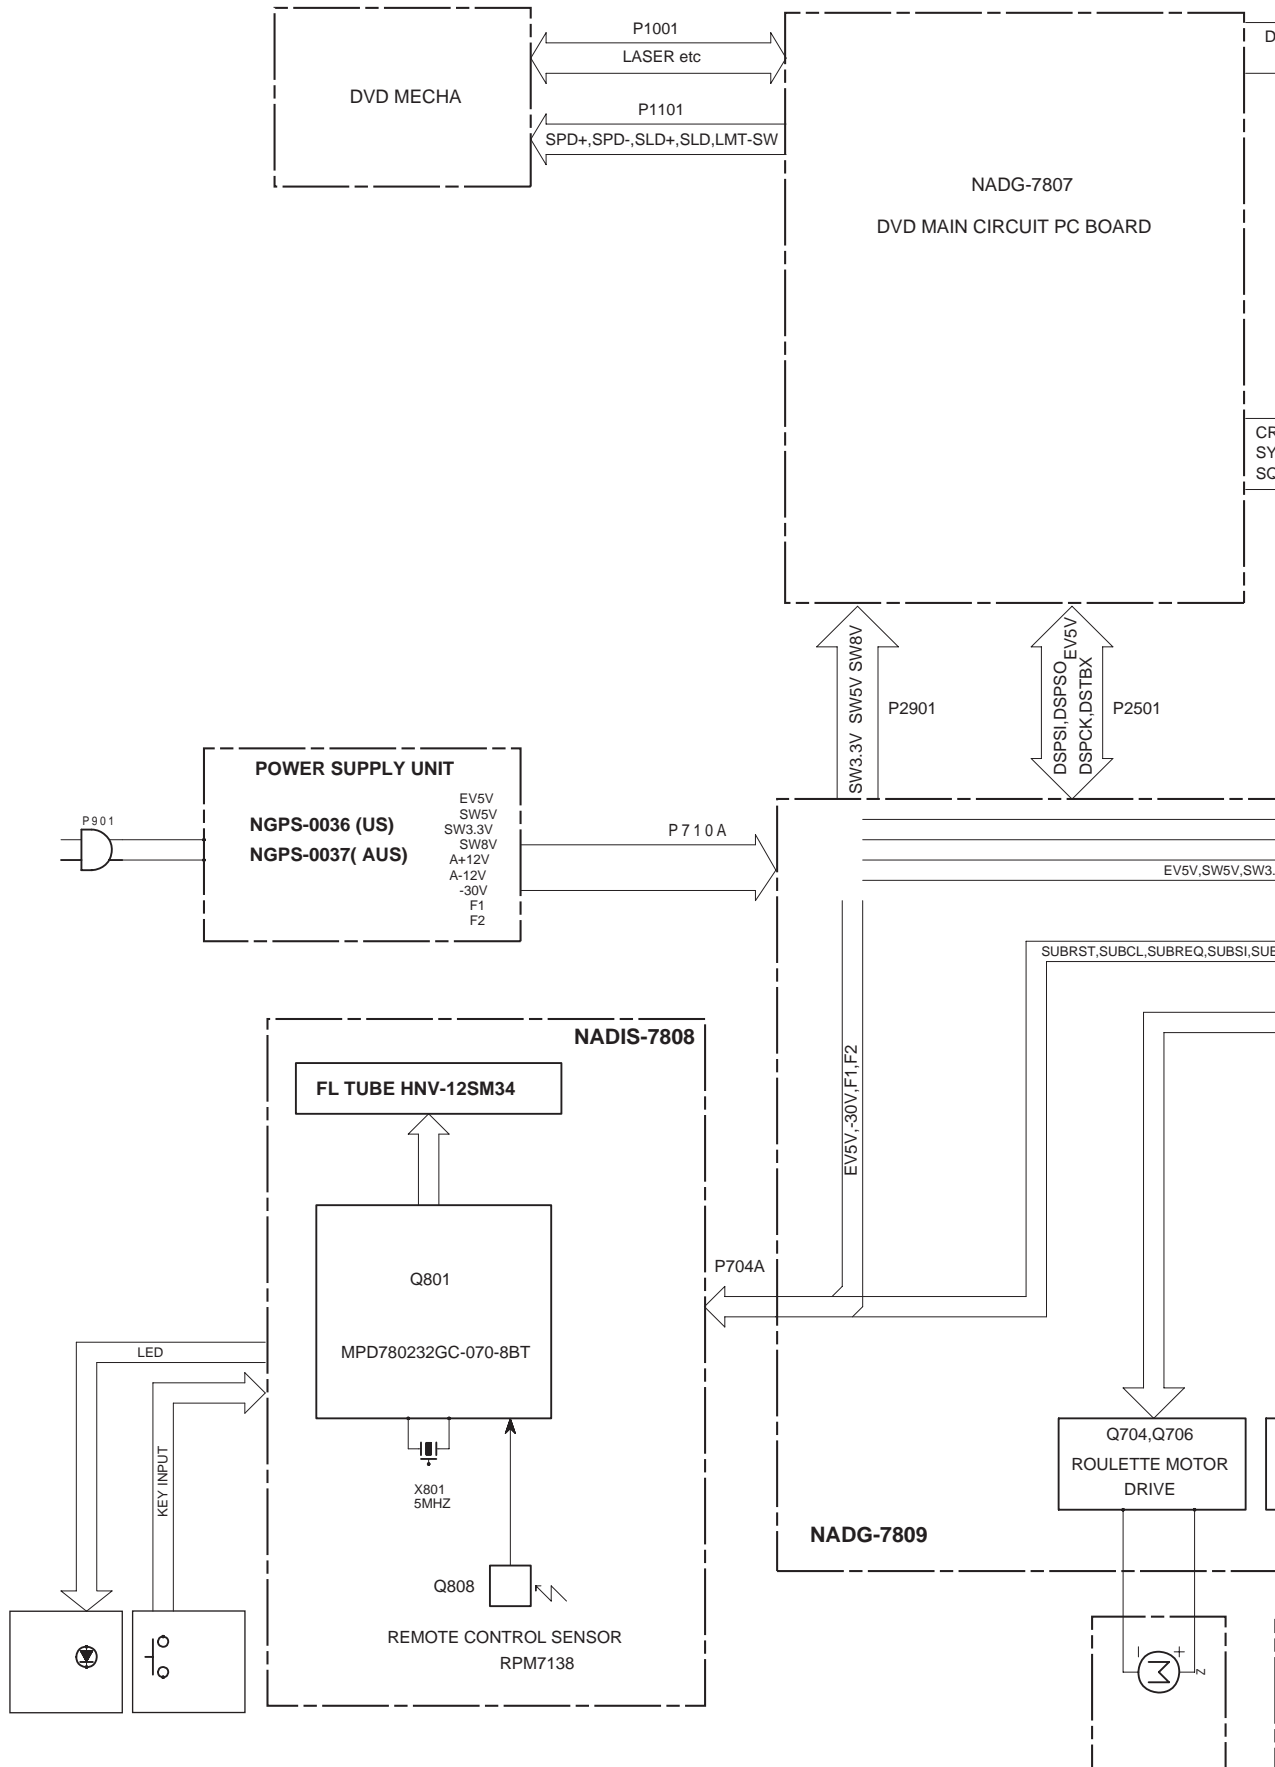 P1001
LASER etc
DVD MECHA
P1101
SPD+,SPD-,SLD+,SLD,LMT-SW
NADG-7807
DVD MAIN CIRCUIT PC BOARD
D
CR
SY
SQ
SW3.3V SW5V SW8V
P2901
DSPSI,DSPSO
EV5V
DSPCK,DSTBX
P2501
POWER SUPPLY UNIT
NGPS-0036 (US)
NGPS-0037( AUS)
EV5V
SW5V
SW3.3V
SW8V
A+12V
A-12V
-30V
F1
F2
P901
P710A
EV5V,SW5V,SW3.
SUBRST,SUBCL,SUBREQ,SUBSI,SUB
EV5V,-30V,F1,F2
NADIS-7808
FL TUBE HNV-12SM34
Q801
MPD780232GC-070-8BT
P704A
LED
KEY INPUT
X801
5MHZ
Q808
REMOTE CONTROL SENSOR
RPM7138
Q704,Q706
ROULETTE MOTOR
DRIVE
NADG-7809
- +
M
Z